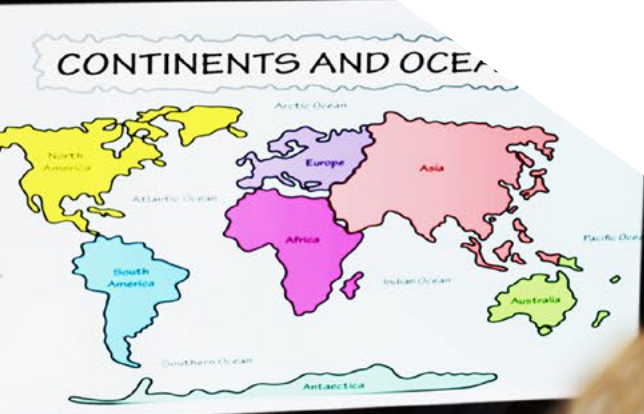 CONTINENTS AND OCEA
Arctic Ocean
North
America
Europe
Asia
Atlantic Ocean
Africa
Pacific Ocea
South
America
Indian Ocean
Australia
Southern Ocean
Antarctica